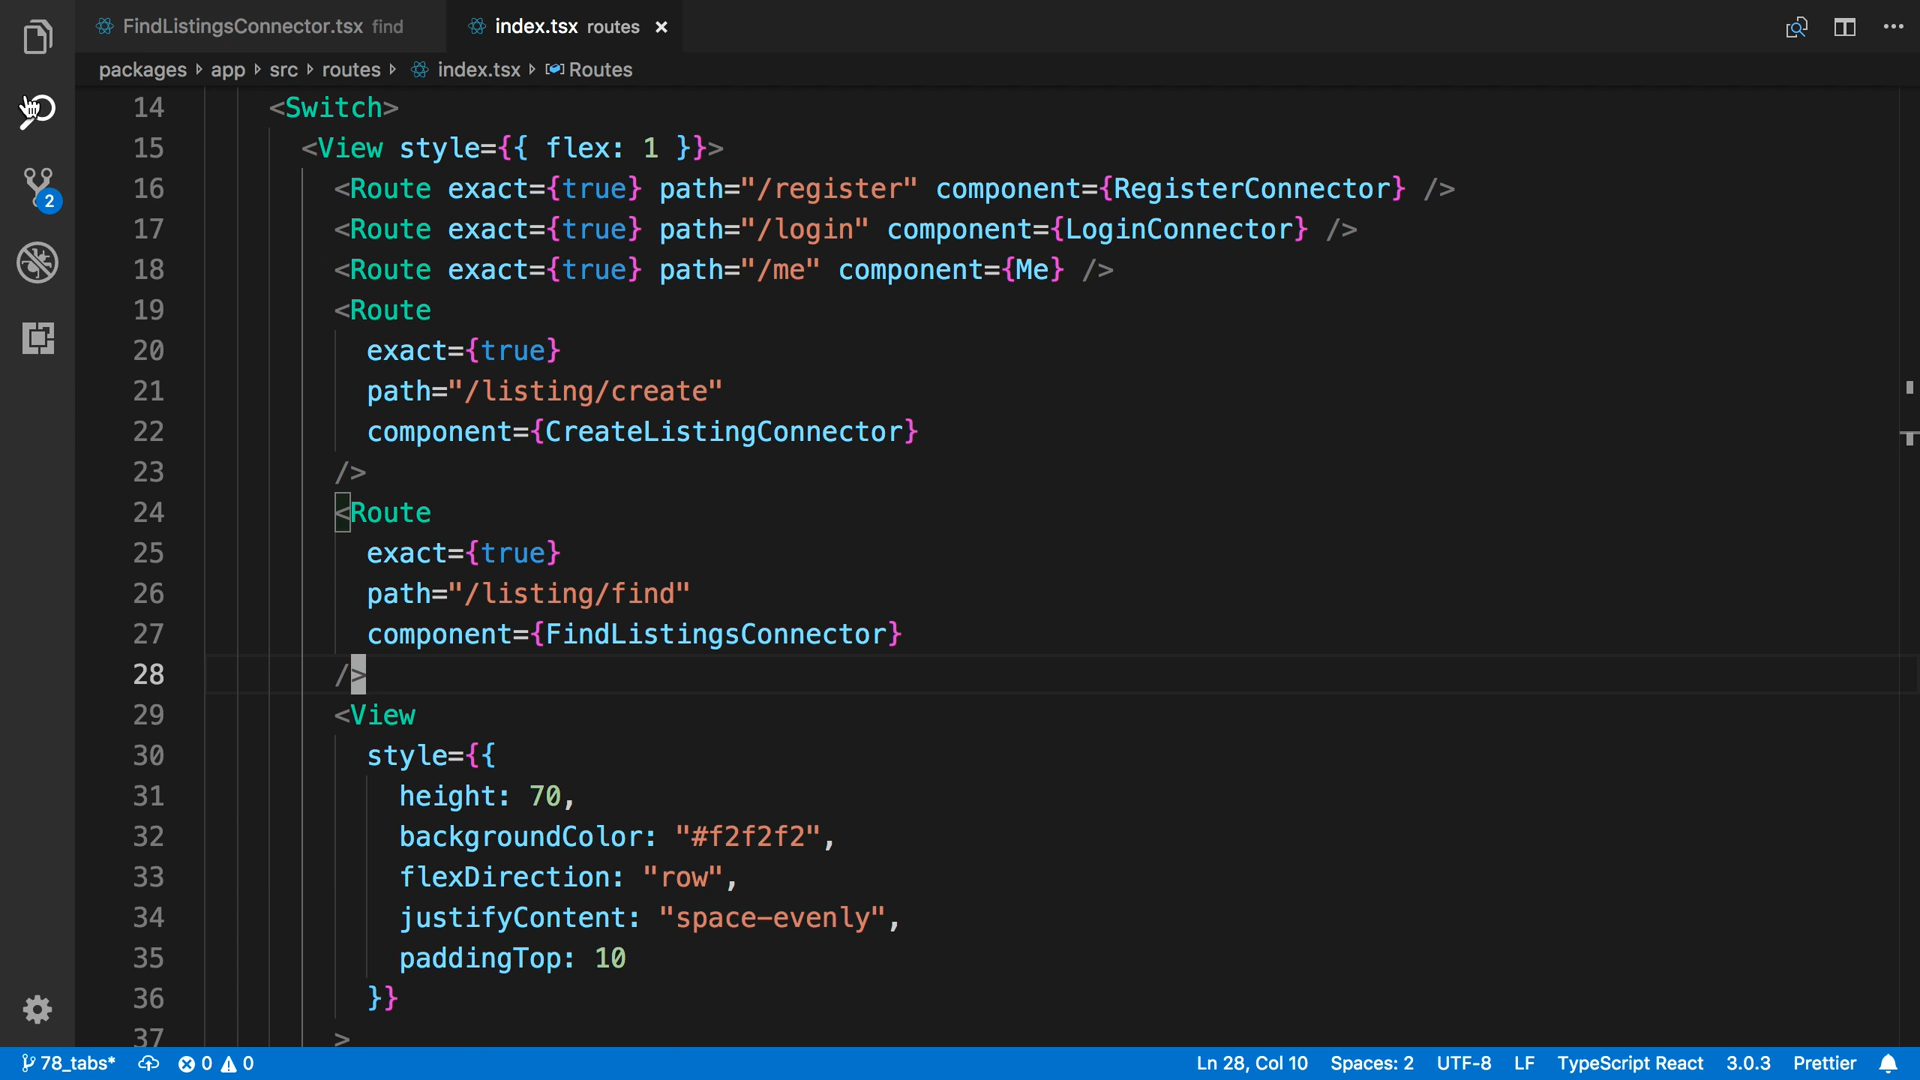 FindListingsConnector.tsx find
index.tsx routes
packages app src routes index.tsx Routes
14 <Switch>
15 <View style={{ flex: 1 }}>
16 <Route exact={true} path="/register" component={RegisterConnector} />
17 <Route exact={true} path="/login" component={LoginConnector} />
18 <Route exact={true} path="/me" component={Me} />
19 <Route
20 exact={true}
21 path="/listing/create"
22 component={CreateListingConnector}
23 />
24 <Route
25 exact={true}
26 path="/listing/find"
27 component={FindListingsConnector}
28 />
29 <View
30 style={{
31 height: 70,
32 backgroundColor: "#f2f2f2",
33 flexDirection: "row",
34 justifyContent: "space-evenly",
35 paddingTop: 10
36 }}
37 >
2
78_tabs* 0 0 Ln 28, Col 10 Spaces: 2 UTF-8 LF TypeScript React 3.0.3 Prettier